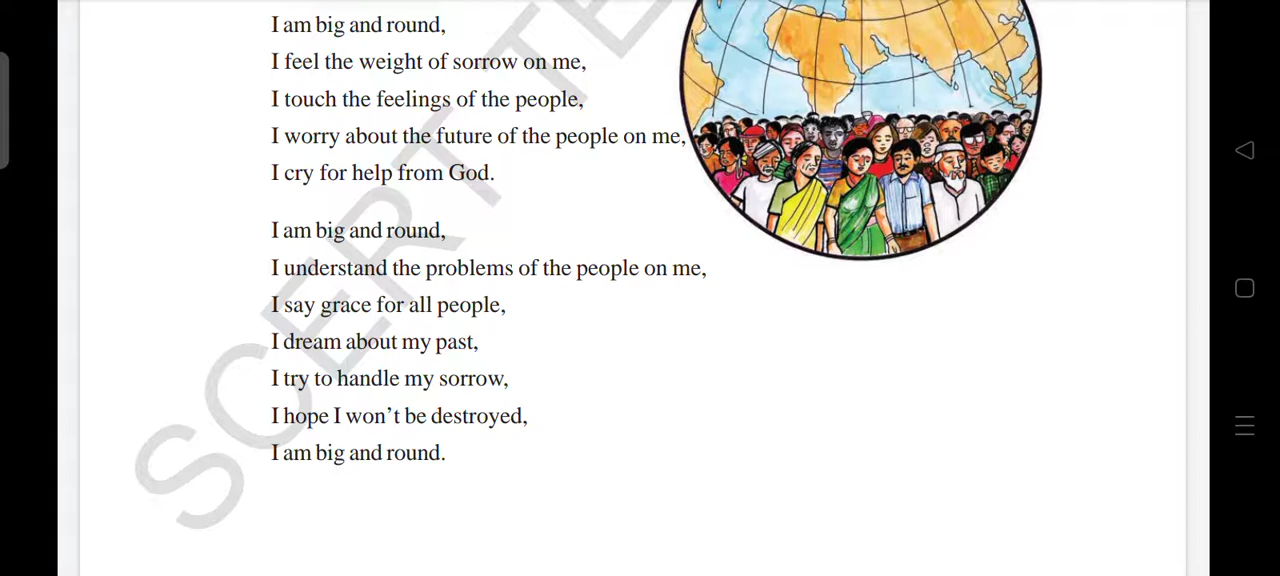 I am big and round,
I feel the weight of sorrow on me,
I touch the feelings of the people,
I worry about the future of the people on me,
I cry for help from God.
I am big and round,
I understand the problems of the people on me,
I say grace for all people,
I dream about my past,
I try to handle my sorrow,
I hope I won’t be destroyed,
I am big and round.
SCERT TE